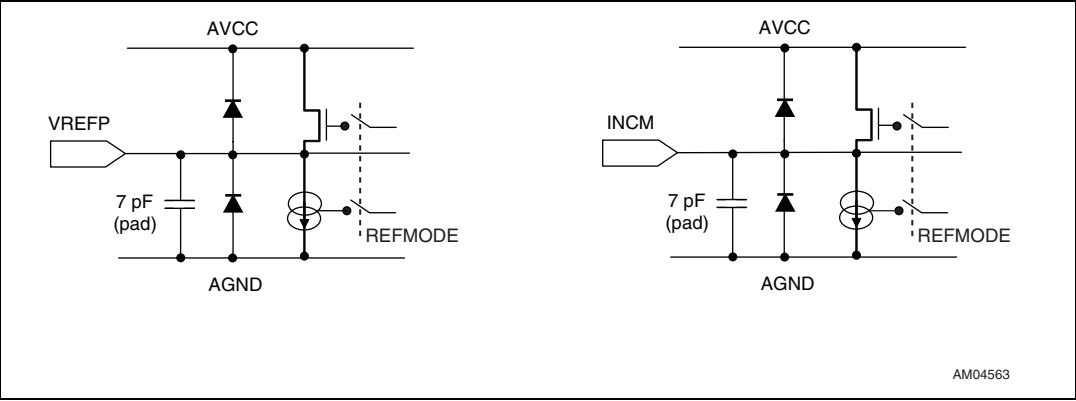 AVCC
VREFP
7 pF
(pad)
REFMODE
AGND
AVCC
INCM
7 pF
(pad)
REFMODE
AGND
AM04563